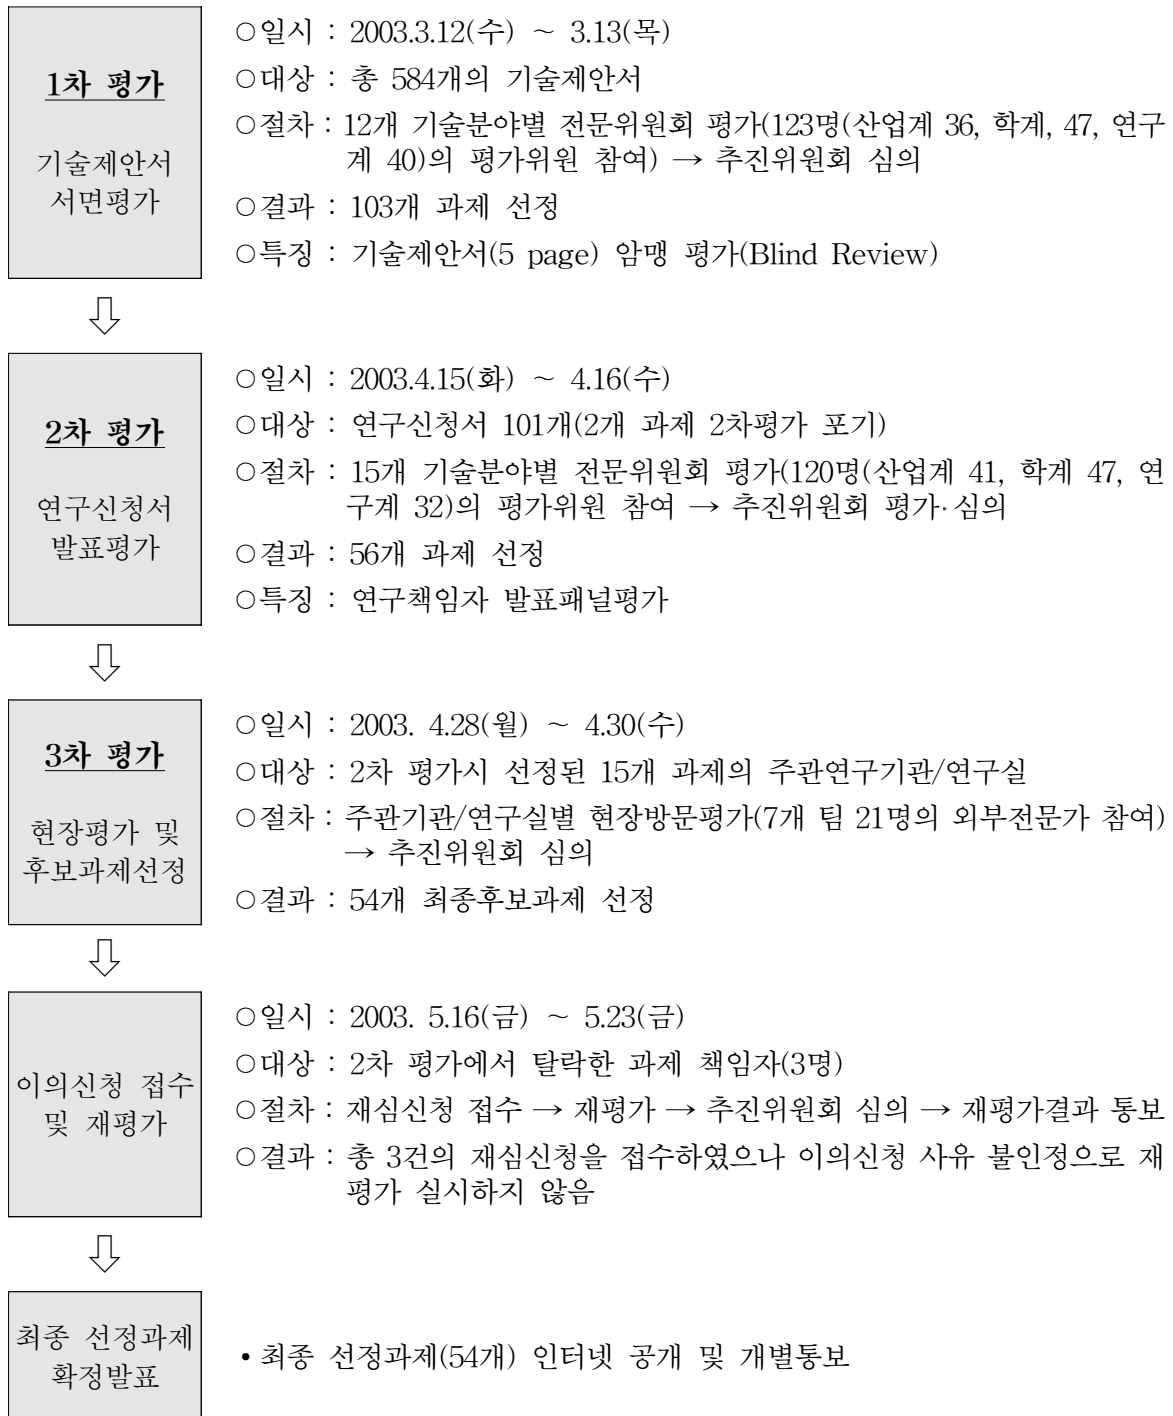 1차 평가
기술제안서
서면평가
○일시 : 2003.3.12(수) ~ 3.13(목)
○대상 : 총 584개의 기술제안서
○절차 : 12개 기술분야별 전문위원회 평가(123명(산업계 36, 학계, 47, 연구
계 40)의 평가위원 참여) → 추진위원회 심의
○결과 : 103개 과제 선정
○특징 : 기술제안서(5 page) 암맹 평가(Blind Review)
⇩
2차 평가
연구신청서
발표평가
○일시 : 2003.4.15(화) ~ 4.16(수)
○대상 : 연구신청서 101개(2개 과제 2차평가 포기)
○절차 : 15개 기술분야별 전문위원회 평가(120명(산업계 41, 학계 47, 연
구계 32)의 평가위원 참여 → 추진위원회 평가·심의
○결과 : 56개 과제 선정
○특징 : 연구책임자 발표패널평가
⇩
3차 평가
현장평가 및
후보과제선정
○일시 : 2003. 4.28(월) ~ 4.30(수)
○대상 : 2차 평가시 선정된 15개 과제의 주관연구기관/연구실
○절차 : 주관기관/연구실별 현장방문평가(7개 팀 21명의 외부전문가 참여)
→ 추진위원회 심의
○결과 : 54개 최종후보과제 선정
⇩
이의신청 접수
및 재평가
○일시 : 2003. 5.16(금) ~ 5.23(금)
○대상 : 2차 평가에서 탈락한 과제 책임자(3명)
○절차 : 재심신청 접수 → 재평가 → 추진위원회 심의 → 재평가결과 통보
○결과 : 총 3건의 재심신청을 접수하였으나 이의신청 사유 불인정으로 재
평가 실시하지 않음
⇩
최종 선정과제
확정발표
• 최종 선정과제(54개) 인터넷 공개 및 개별통보